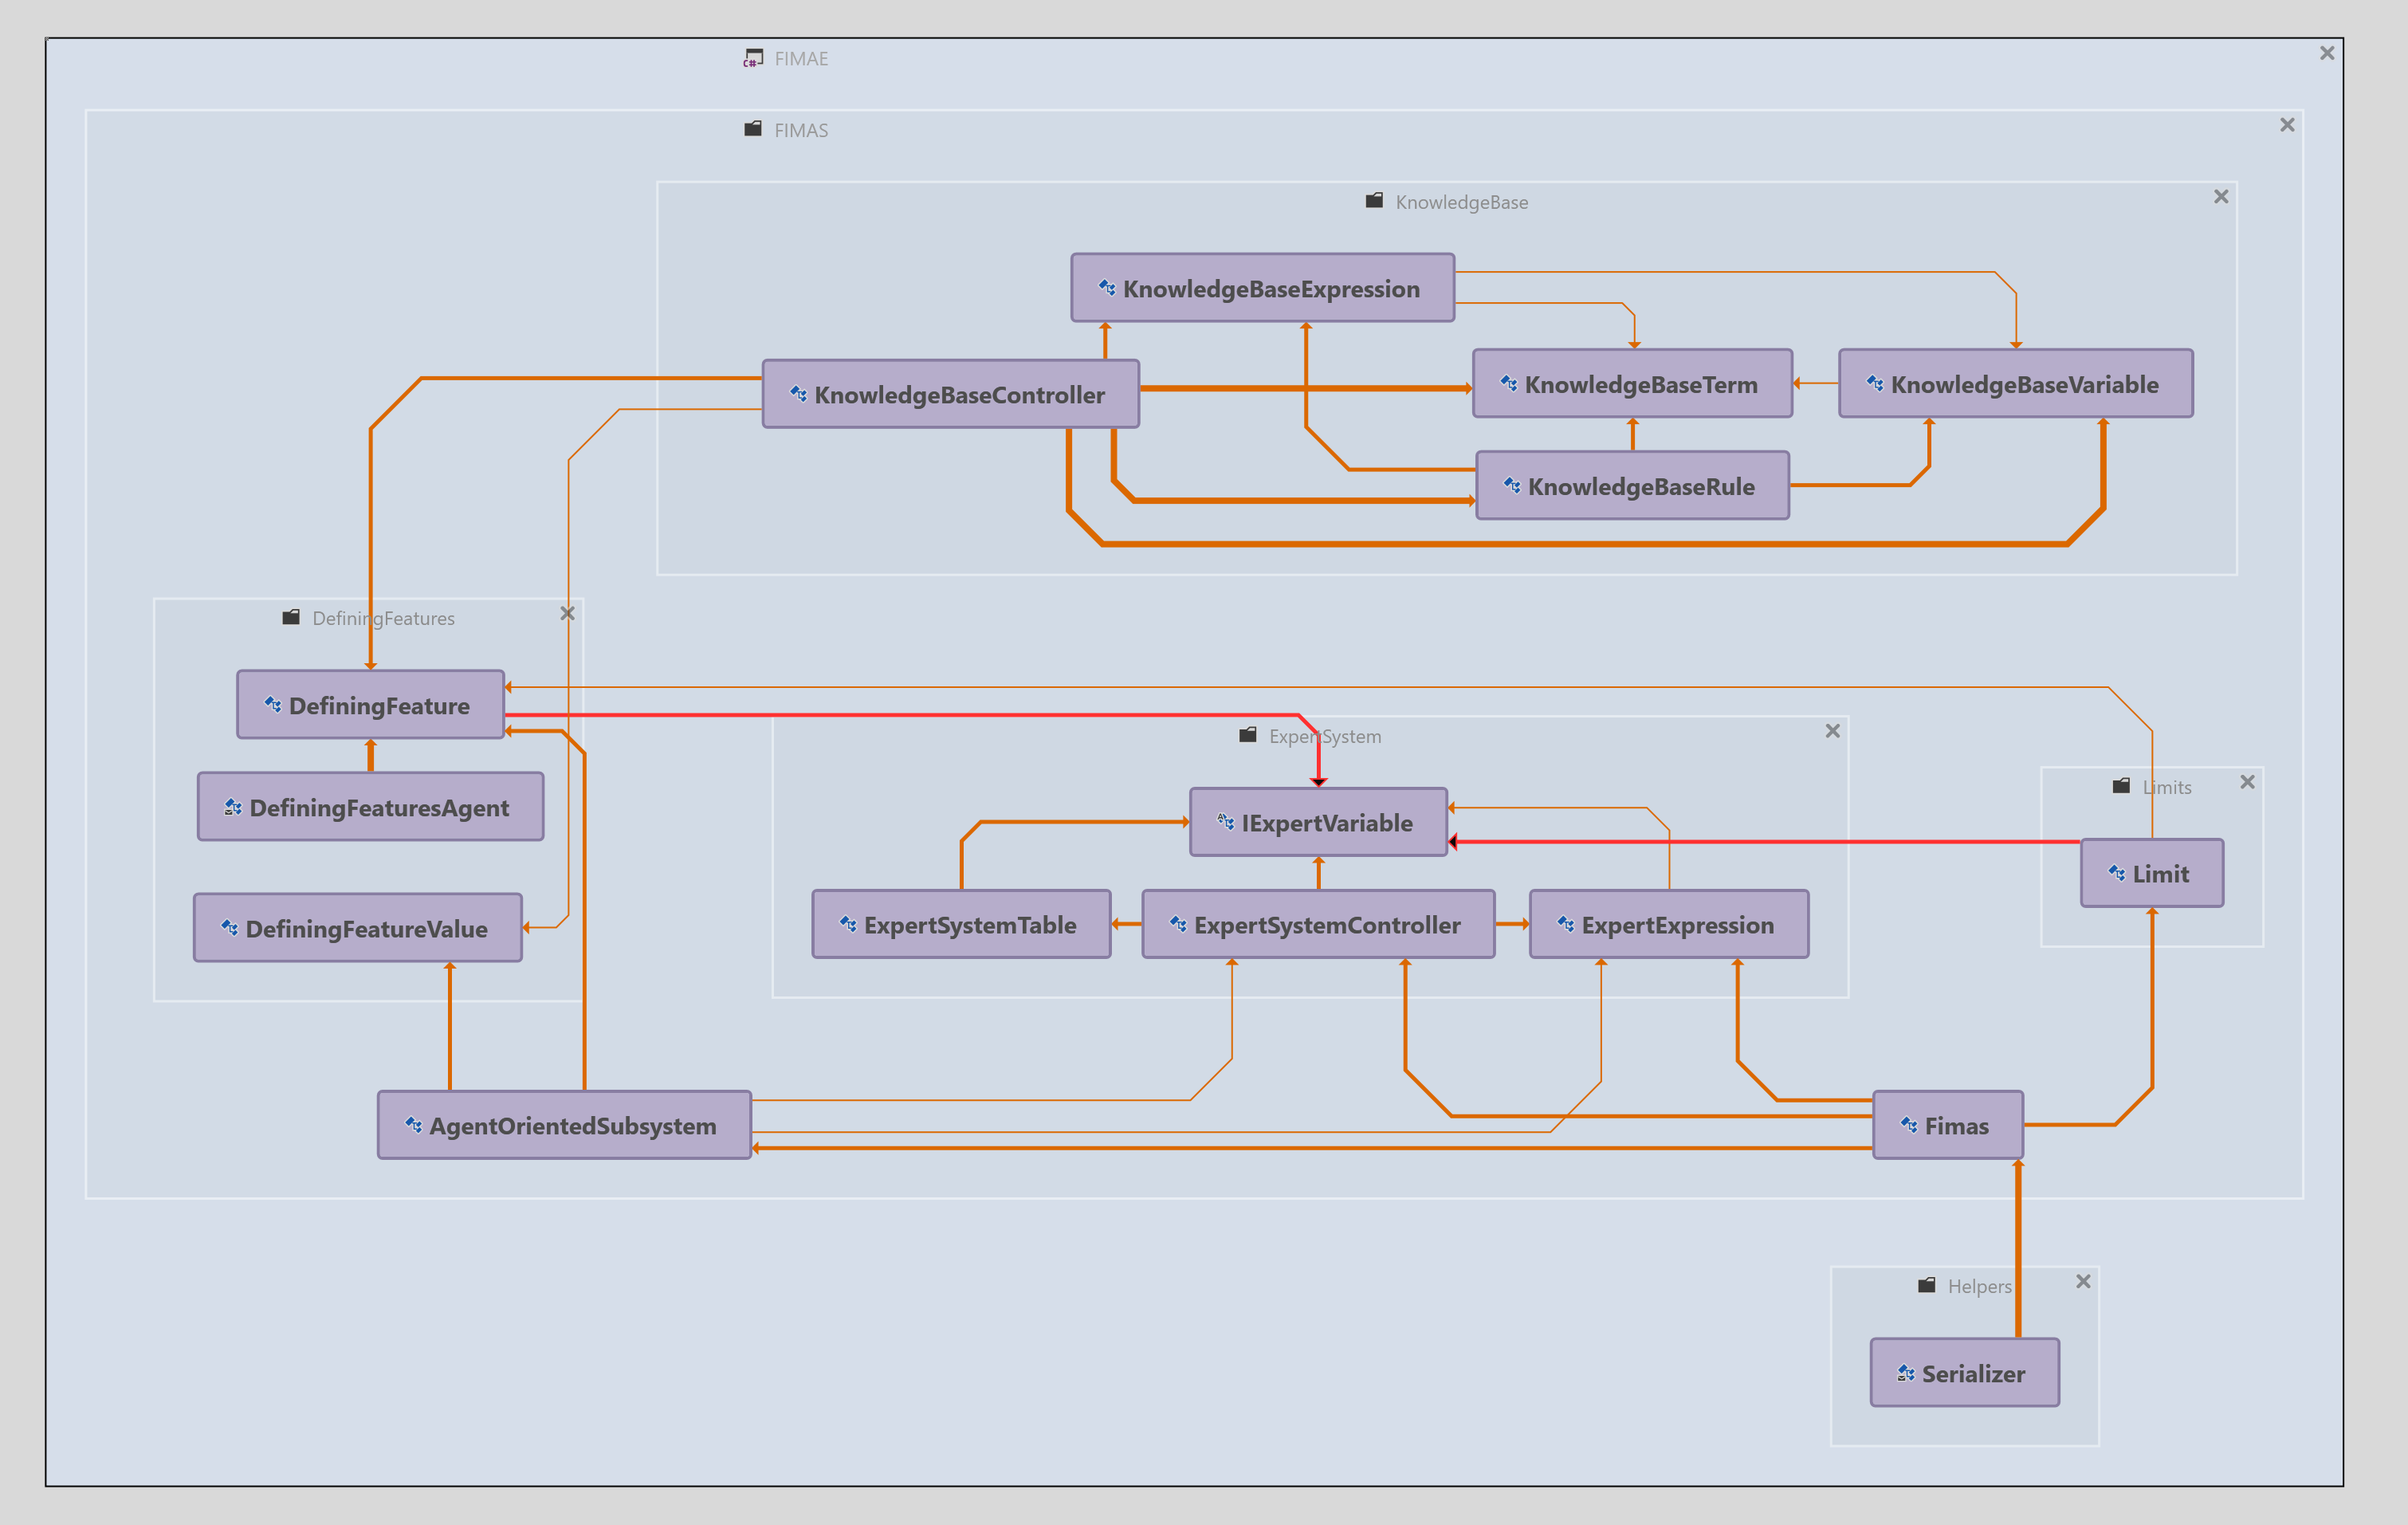 C# FIMAE
FIMAS
KnowledgeBase
KnowledgeBaseExpression
KnowledgeBaseController
KnowledgeBaseTerm
KnowledgeBaseVariable
KnowledgeBaseRule
DefiningFeatures
DefiningFeature
DefiningFeaturesAgent
DefiningFeatureValue
ExpertSystem
IExpertVariable
ExpertSystemTable
ExpertSystemController
ExpertExpression
Limits
Limit
AgentOrientedSubsystem
Fimas
Helpers
Serializer